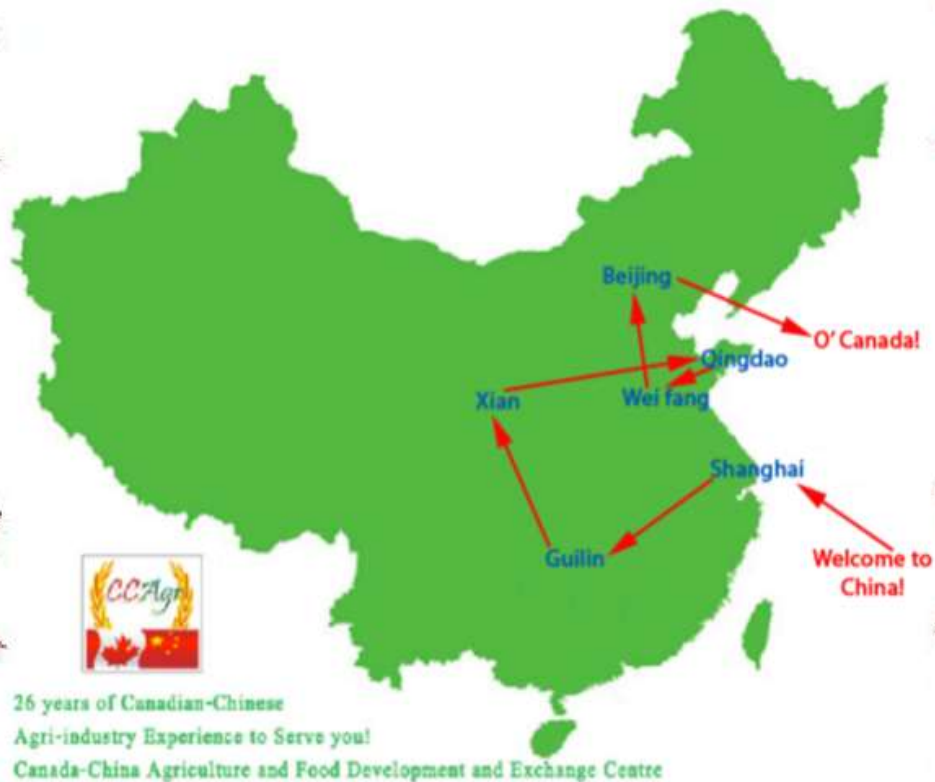 Beijing
O' Canada!
Qingdao
Xian
Wei fang
Shanghai
Guilin
Welcome to
China!
CCAgri
26 years of Canadian-Chinese
Agri-industry Experience to Serve you!
Canada-China Agriculture and Food Development and Exchange Centre